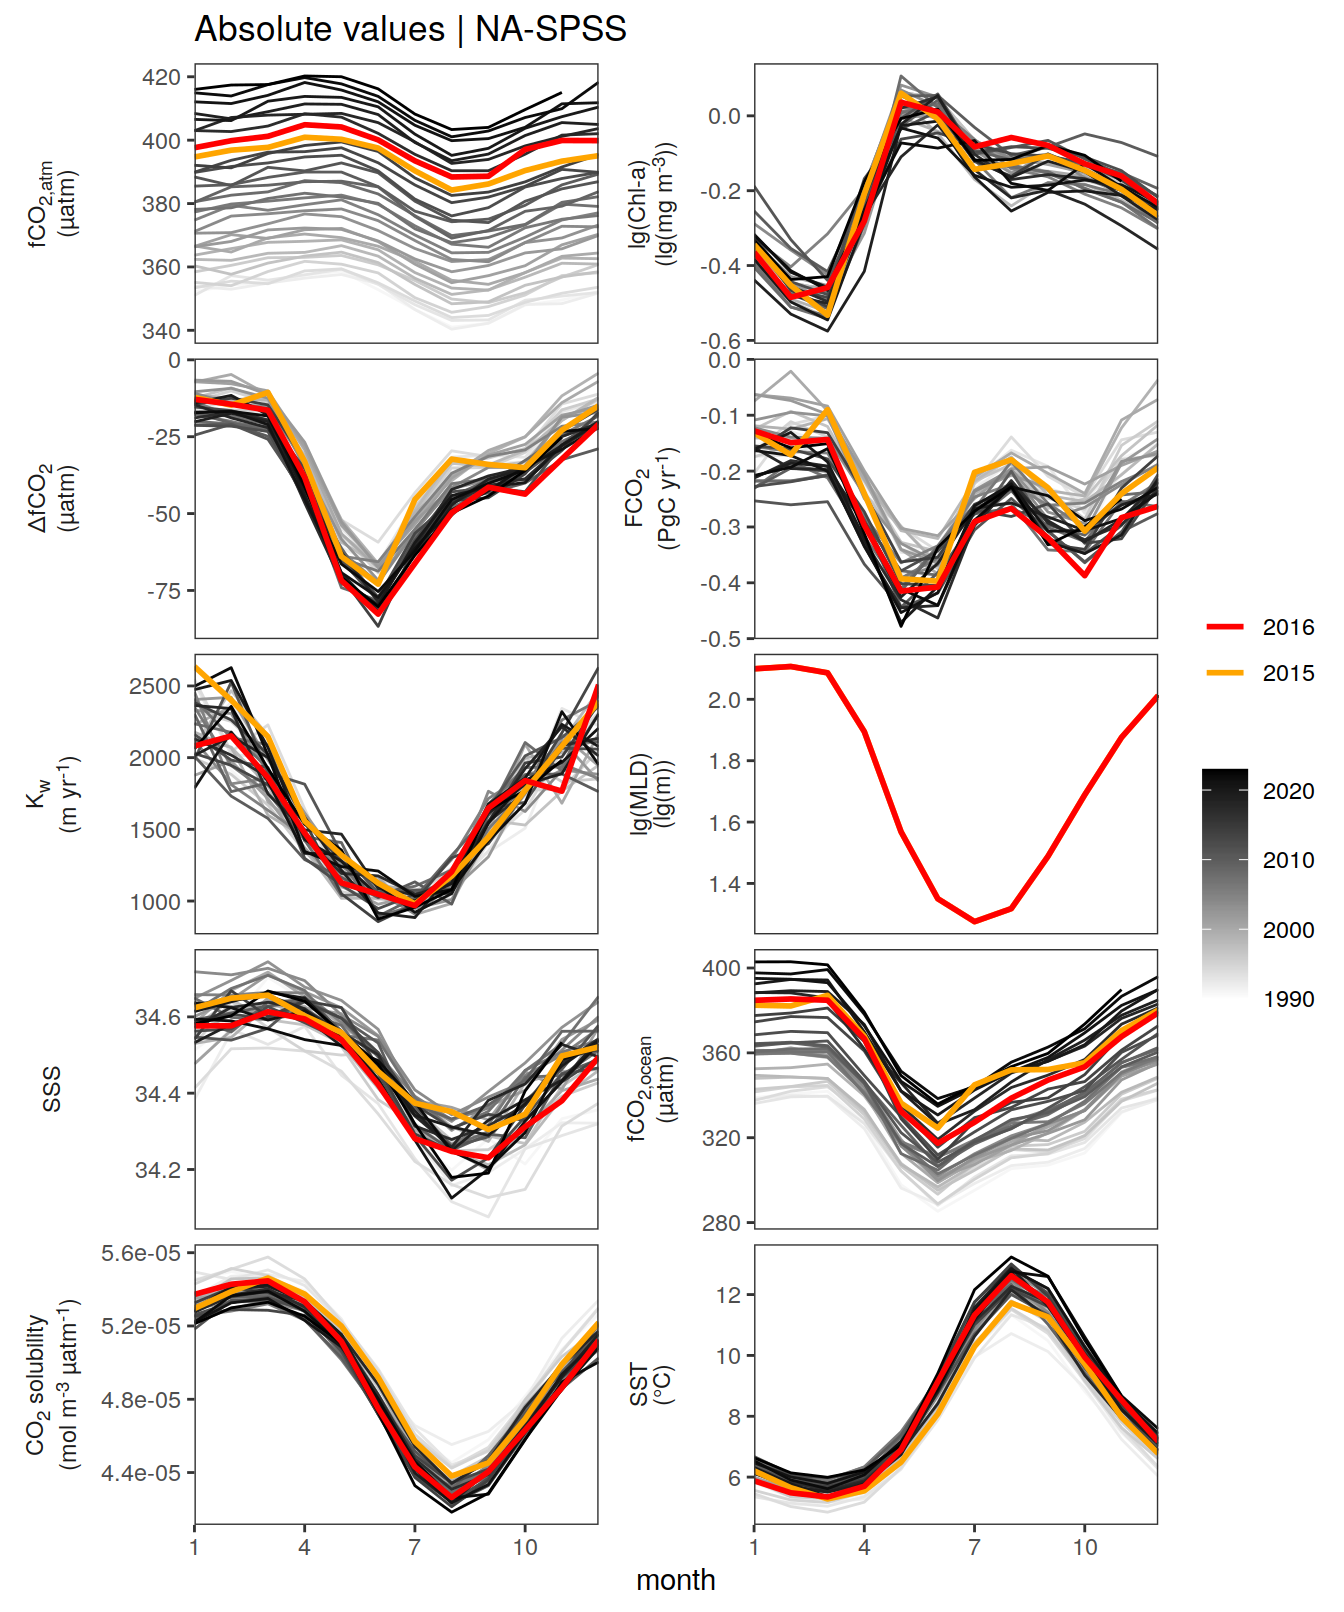 Absolute values | NA-SPSS
fCO2,atm
(µatm)
420
400
380
360
340
lg(Chl-a)
(lg(mg m-3))
0.0
-0.2
-0.4
-0.6
ΔfCO2
(µatm)
0
-25
-50
-75
FCO2
(PgC yr-1)
0.0
-0.1
-0.2
-0.3
-0.4
-0.5
Kw
(m yr-1)
2500
2000
1500
1000
lg(MLD)
(lg(m))
2.0
1.8
1.6
1.4
SSS
34.6
34.4
34.2
fCO2,ocean
(µatm)
400
360
320
280
CO2 solubility
(mol m-3 µatm-1)
5.6e-05
5.2e-05
4.8e-05
4.4e-05
SST
(°C)
12
10
8
6
1 4 7 10
1 4 7 10
month
2016
2015
2020
2010
2000
1990